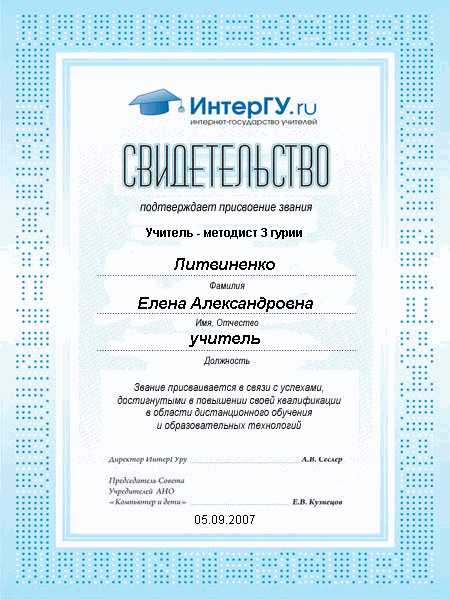 ИнтерГУ.ru
интернет-государство учителей
СВИДЕТЕЛЬСТВО
подтверждает присвоение звания
Учитель - методист 3 гурии
Литвиненко
Фамилия
Елена Александровна
Имя, Отчество
учитель
Должность
Звание присваивается в связи с успехами,
достигнутыми в повышении своей квалификации
в области дистанционного обучения
и образовательных технологий
Директор ИнтерГУру А.В. Сеслер
Председатель Совета
Учредителей АНО
«Компьютер и дети» Е.В. Кузнецов
05.09.2007